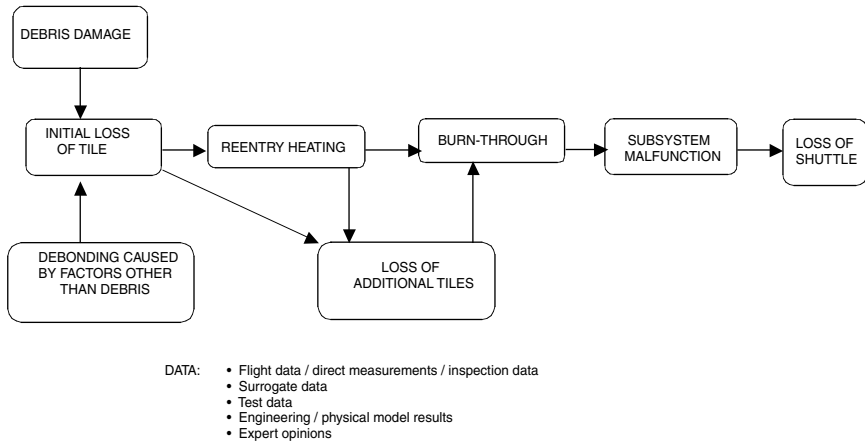 DEBRIS DAMAGE
INITIAL LOSS
OF TILE
REENTRY HEATING
BURN-THROUGH
SUBSYSTEM
MALFUNCTION
LOSS OF
SHUTTLE
DEBONDING CAUSED
BY FACTORS OTHER
THAN DEBRIS
LOSS OF
ADDITIONAL TILES
DATA: • Flight data / direct measurements / inspection data
• Surrogate data
• Test data
• Engineering / physical model results
• Expert opinions